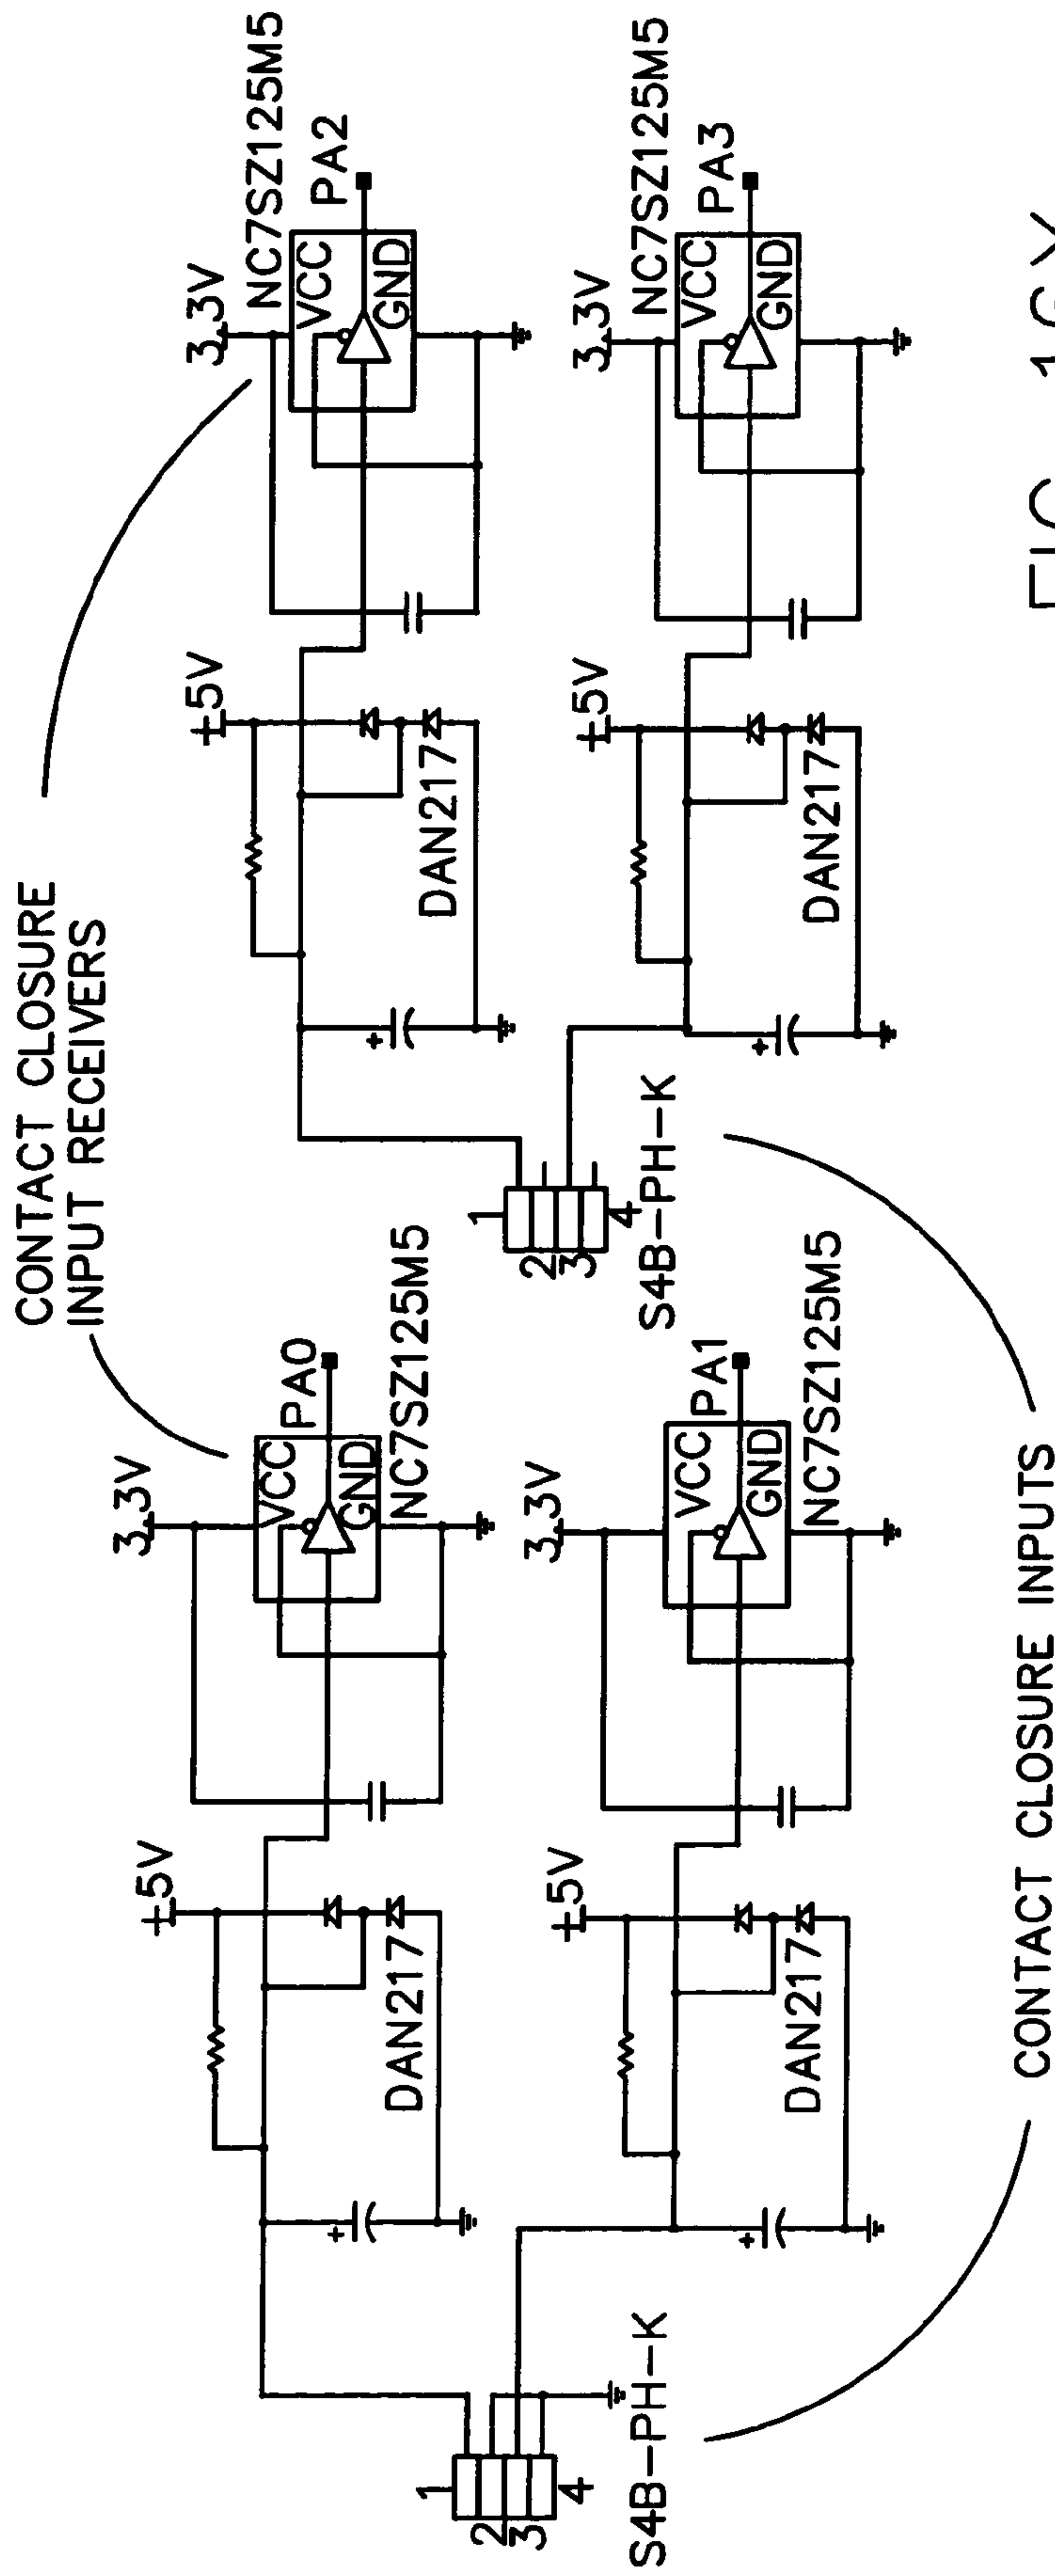 CONTACT CLOSURE
INPUT RECEIVERS
3.3V
VCC
GND
PA0
NC7SZ125M5
+5V
DAN217
1
2
3
4
S4B-PH-K
3.3V
VCC
GND
PA1
NC7SZ125M5
+5V
DAN217
3.3V
NC7SZ125M5
VCC
GND
PA2
+5V
DAN217
1
2
3
4
S4B-PH-K
3.3V
NC7SZ125M5
VCC
GND
PA3
+5V
DAN217
CONTACT CLOSURE INPUTS